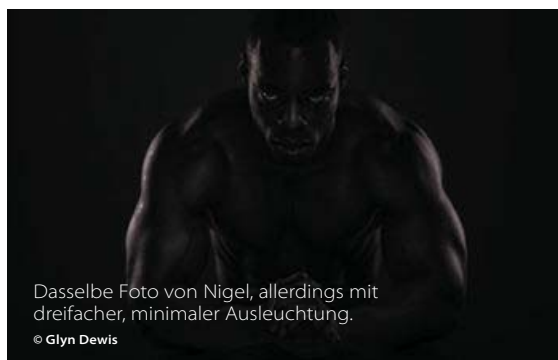 Dasselbe Foto von Nigel, allerdings mit
dreifacher, minimaler Ausleuchtung.
© Glyn Dewis